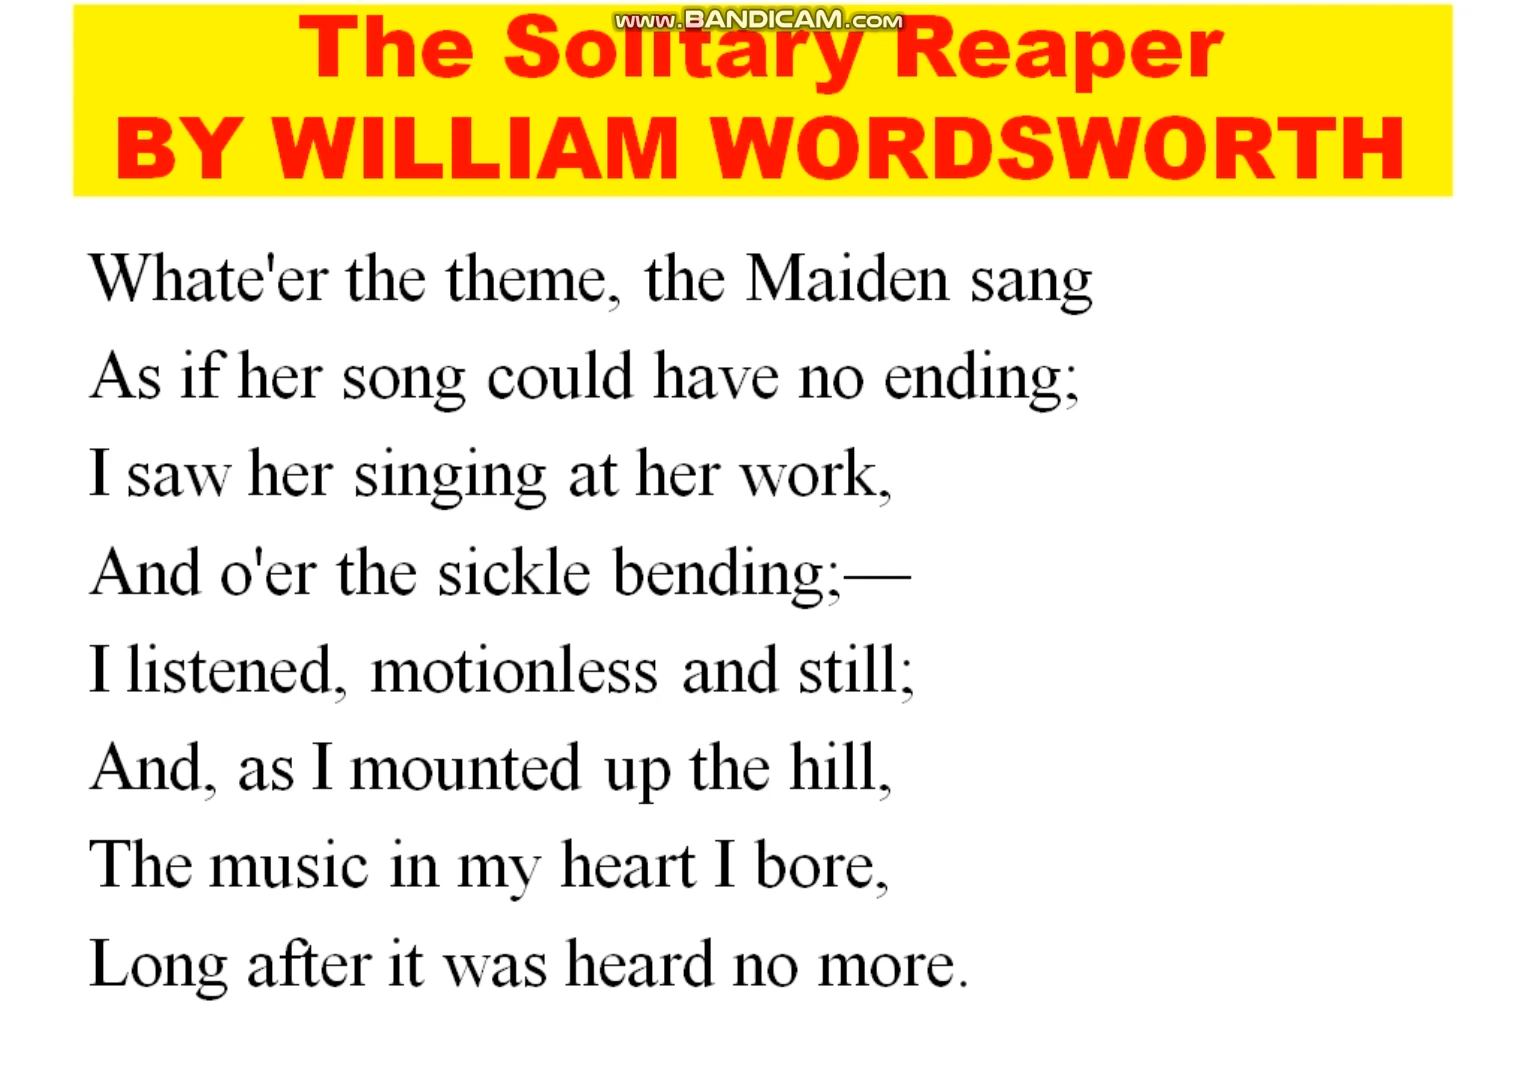 www.BANDICAM.com
The Solitary Reaper
BY WILLIAM WORDSWORTH
Whate'er the theme, the Maiden sang
As if her song could have no ending;
I saw her singing at her work,
And o'er the sickle bending;—
I listened, motionless and still;
And, as I mounted up the hill,
The music in my heart I bore,
Long after it was heard no more.